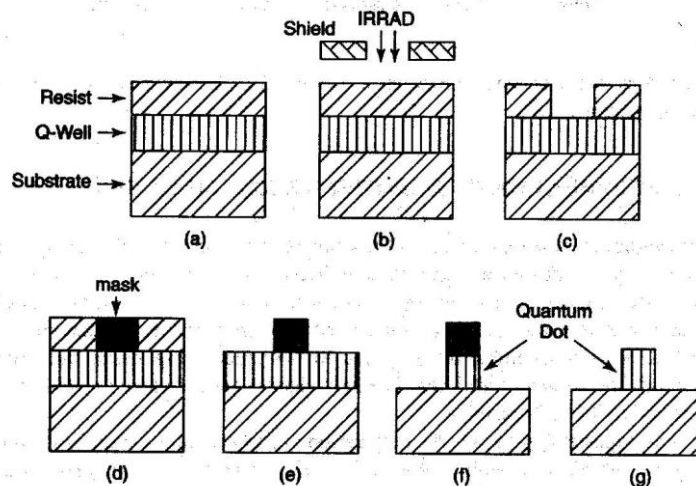 Shield
IRRAD
Resist
Q-Well
Substrate
(a)
(b)
(c)
mask
Quantum
Dot
(d)
(e)
(f)
(g)